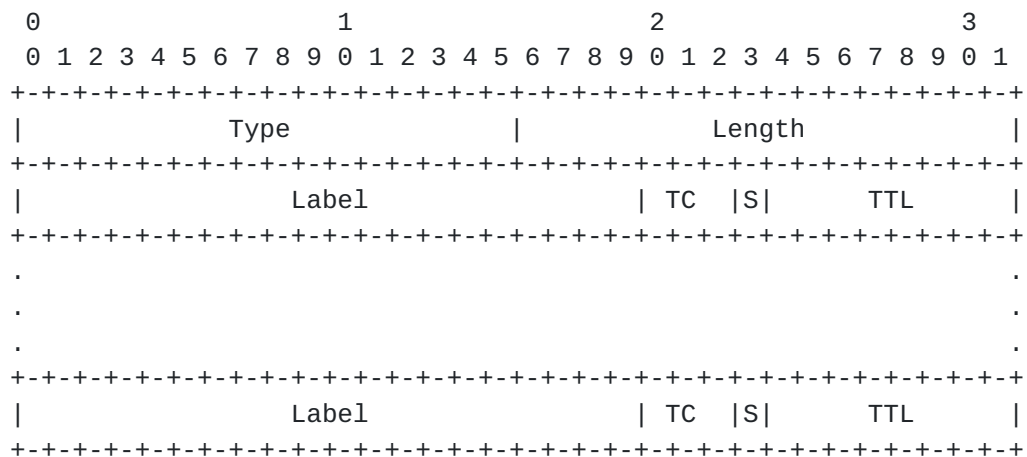 0                   1                   2                   3
 0 1 2 3 4 5 6 7 8 9 0 1 2 3 4 5 6 7 8 9 0 1 2 3 4 5 6 7 8 9 0 1
+-+-+-+-+-+-+-+-+-+-+-+-+-+-+-+-+-+-+-+-+-+-+-+-+-+-+-+-+-+-+-+-+
|             Type              |            Length             |
+-+-+-+-+-+-+-+-+-+-+-+-+-+-+-+-+-+-+-+-+-+-+-+-+-+-+-+-+-+-+-+-+
|                 Label                 | TC  |S|      TTL      |
+-+-+-+-+-+-+-+-+-+-+-+-+-+-+-+-+-+-+-+-+-+-+-+-+-+-+-+-+-+-+-+-+
.                                                               .
.                                                               .
.                                                               .
+-+-+-+-+-+-+-+-+-+-+-+-+-+-+-+-+-+-+-+-+-+-+-+-+-+-+-+-+-+-+-+-+
|                 Label                 | TC  |S|      TTL      |
+-+-+-+-+-+-+-+-+-+-+-+-+-+-+-+-+-+-+-+-+-+-+-+-+-+-+-+-+-+-+-+-+